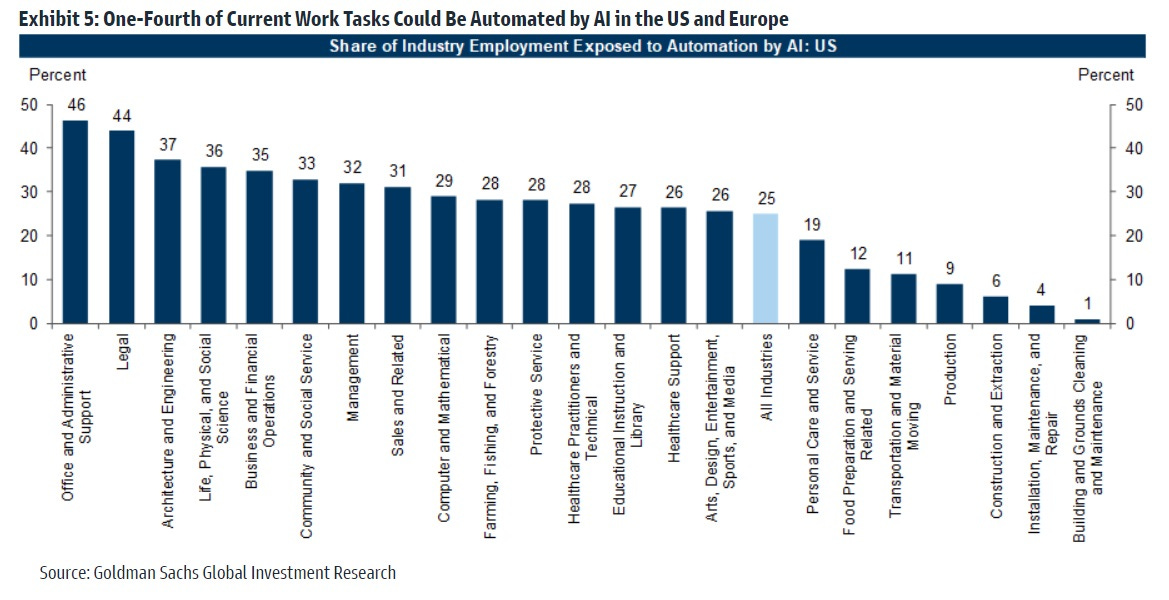 Exhibit 5: One-Fourth of Current Work Tasks Could Be Automated by AI in the US and Europe
Share of Industry Employment Exposed to Automation by AI: US
Percent
Percent
50
40
30
20
10
0
46
44
37
36
35
33
32
31
29
28
28
28
27
26
26
25
19
12
11
9
6
4
1
50
40
30
20
10
0
Office and Administrative
Support
Legal
Architecture and Engineering
Life, Physical, and Social
Science
Business and Financial
Operations
Community and Social Service
Management
Sales and Related
Computer and Mathematical
Farming, Fishing, and Forestry
Protective Service
Healthcare Practitioners and
Technical
Educational Instruction and
Library
Healthcare Support
Arts, Design, Entertainment,
Sports, and Media
All Industries
Personal Care and Service
Food Preparation and Serving
Related
Transportation and Material
Moving
Production
Construction and Extraction
Installation, Maintenance, and
Repair
Building and Grounds Cleaning
and Maintenance
Source: Goldman Sachs Global Investment Research